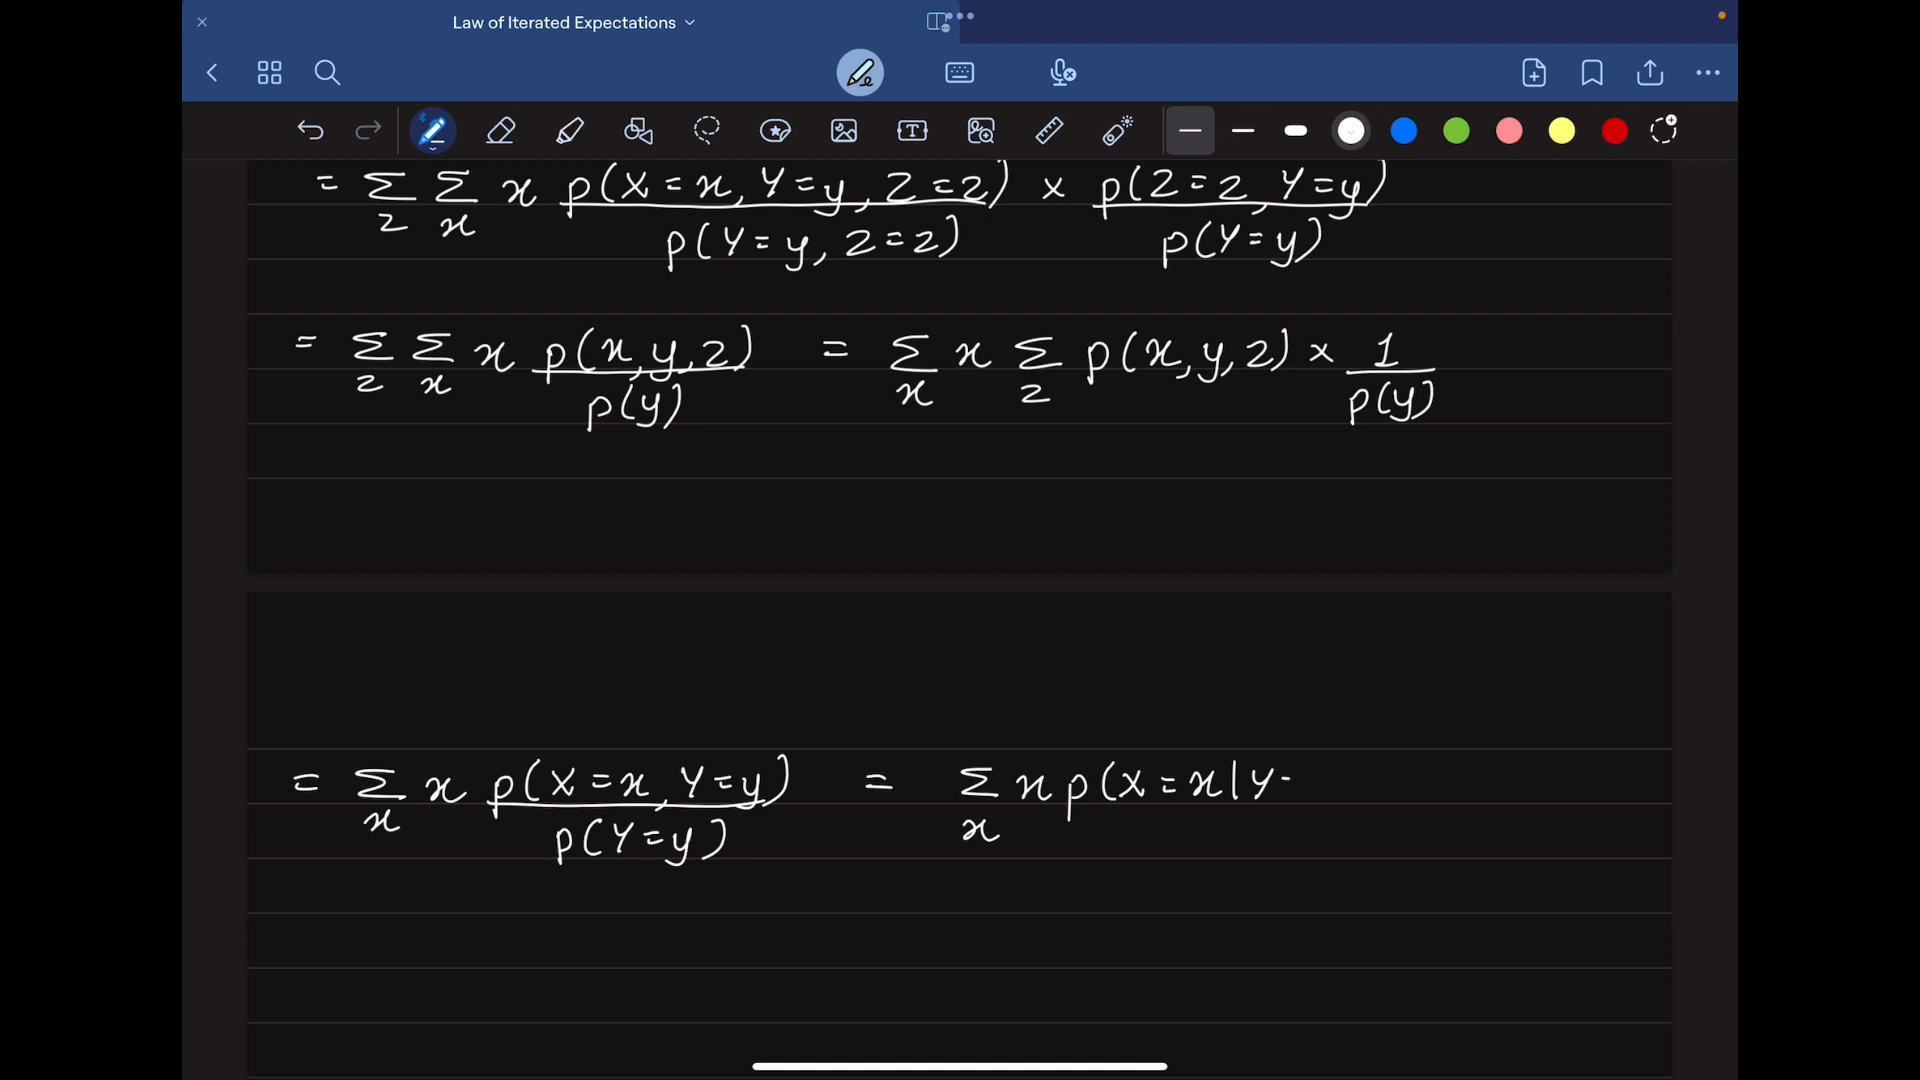 Law of Iterated Expectations
= Σ_z Σ_x x p(X = x, Y = y, Z = z) / p(Y = y, Z = z) × p(Z = z, Y = y) / p(Y = y)
= Σ_z Σ_x x p(x, y, z) / p(y) = Σ_x x Σ_z p(x, y, z) × 1 / p(y)
= Σ_x x p(X = x, Y = y) / p(Y = y) = Σ_x x p(X = x | Y -